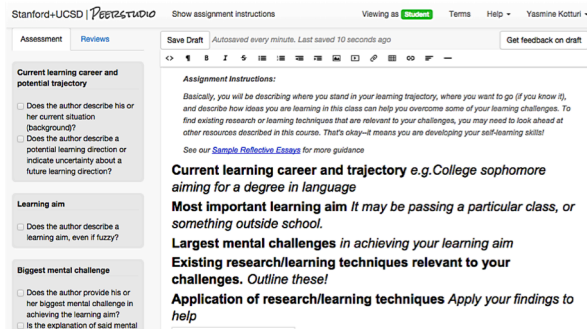 Stanford+UCSD | PEERSTUDIO Show assignment instructions Viewing as Student Terms Help Yasmine Kotturi
Assessment Reviews
Save Draft Autosaved every minute. Last saved 10 seconds ago Get feedback on draft
Current learning career and
potential trajectory
Does the author describe his or
her current situation
(background)?
Does the author describe a
potential learning direction or
indicate uncertainty about a
future learning direction?
Learning aim
Does the author describe a
learning aim, even if fuzzy?
Biggest mental challenge
Does the author provide his or
her biggest mental challenge in
achieving the learning aim?
Is the explanation of said mental
Assignment Instructions:
Basically, you will be describing where you stand in your learning trajectory, where you want to go (if you know it),
and describe how ideas you are learning in this class can help you overcome some of your learning challenges. To
find existing research or learning techniques that are relevant to your challenges, you may need to look ahead at
other resources described in this course. That's okay--it means you are developing your self-learning skills!
See our Sample Reflective Essays for more guidance
Current learning career and trajectory e.g.College sophomore
aiming for a degree in language
Most important learning aim It may be passing a particular class, or
something outside school.
Largest mental challenges in achieving your learning aim
Existing research/learning techniques relevant to your
challenges. Outline these!
Application of research/learning techniques Apply your findings to
help